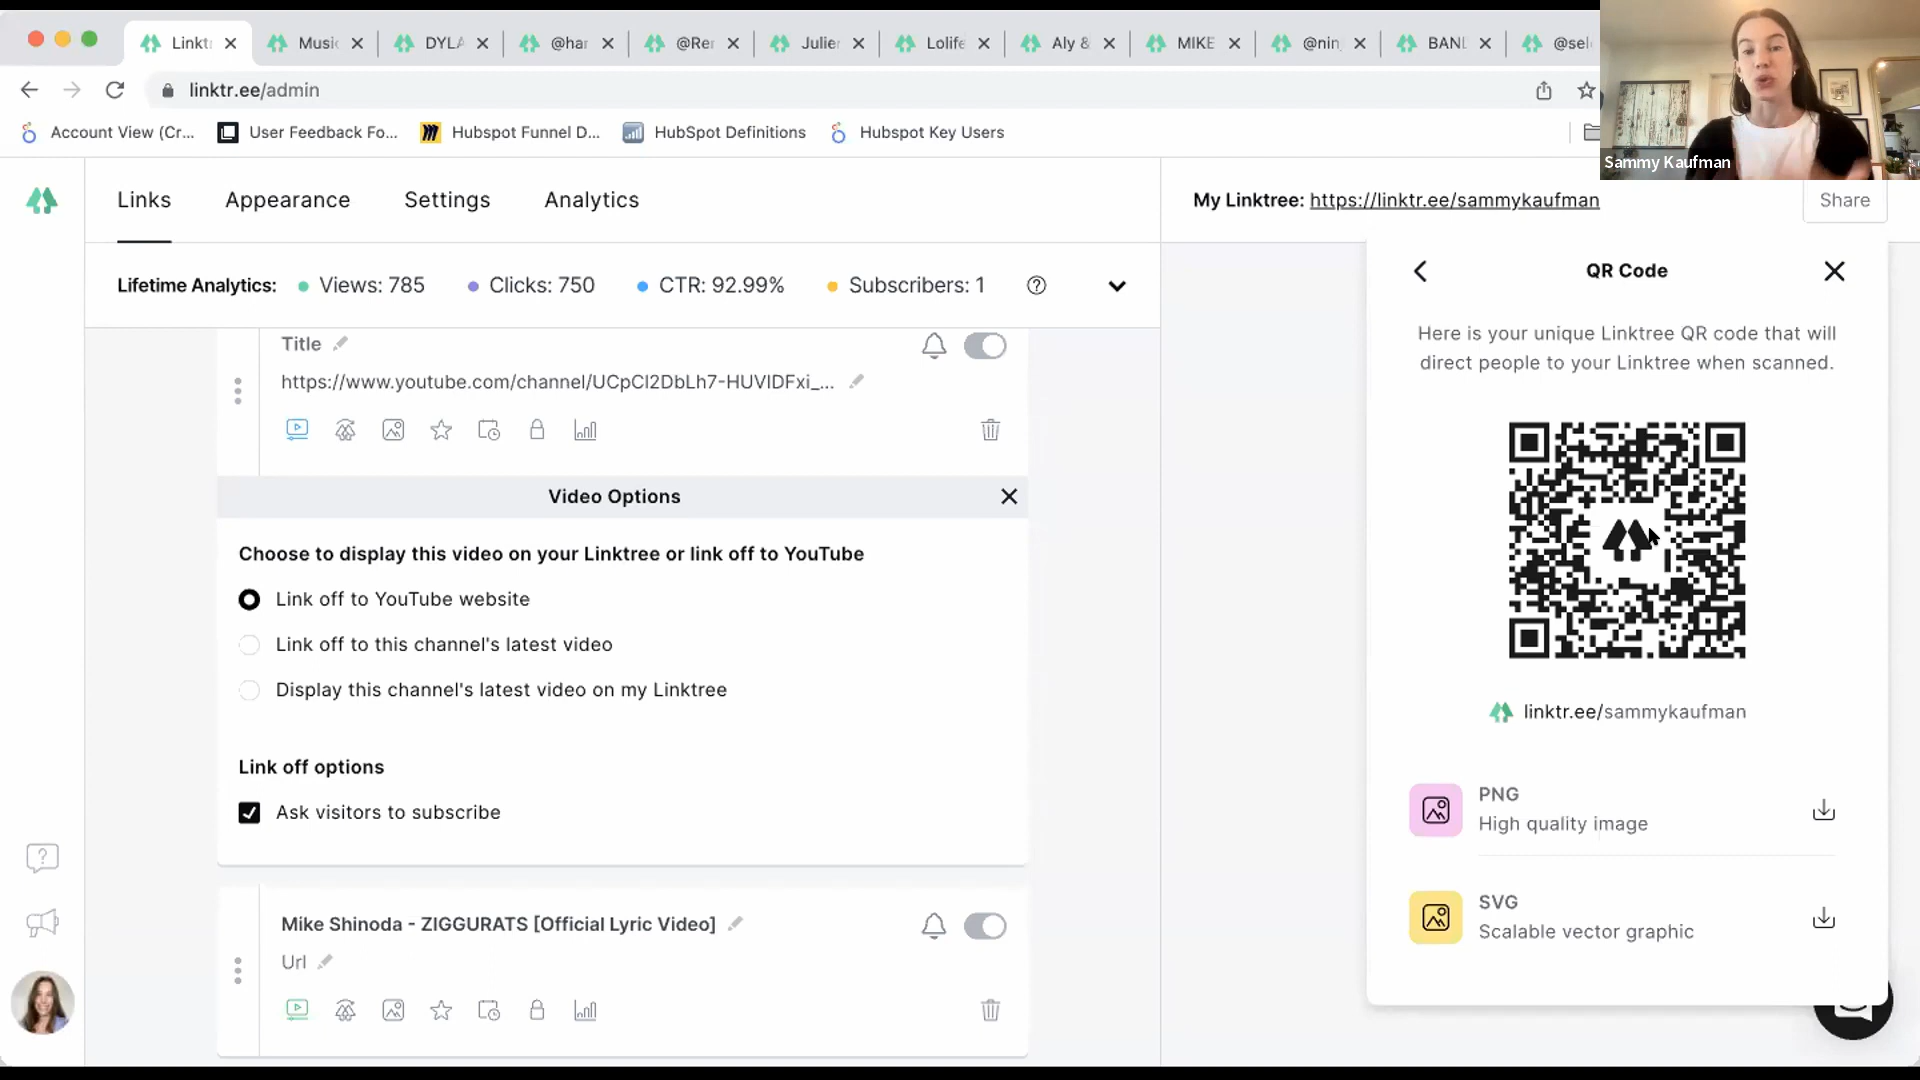 Linkt
Music
DYLA
@har
@Rer
Julier
Lolife
Aly &
MIKE
@nin
BANI
@sel
linktr.ee/admin
Account View (Cr...
User Feedback Fo...
Hubspot Funnel D...
HubSpot Definitions
Hubspot Key Users
Sammy Kaufman
Links
Appearance
Settings
Analytics
My Linktree: https://linktr.ee/sammykaufman
Share
Lifetime Analytics:
Views: 785
Clicks: 750
CTR: 92.99%
Subscribers: 1
QR Code
Here is your unique Linktree QR code that will
direct people to your Linktree when scanned.
linktr.ee/sammykaufman
PNG
High quality image
SVG
Scalable vector graphic
Title
https://www.youtube.com/channel/UCpCl2DbLh7-HUVIDFxi_...
Video Options
Choose to display this video on your Linktree or link off to YouTube
Link off to YouTube website
Link off to this channel's latest video
Display this channel's latest video on my Linktree
Link off options
Ask visitors to subscribe
Mike Shinoda - ZIGGURATS [Official Lyric Video]
Url